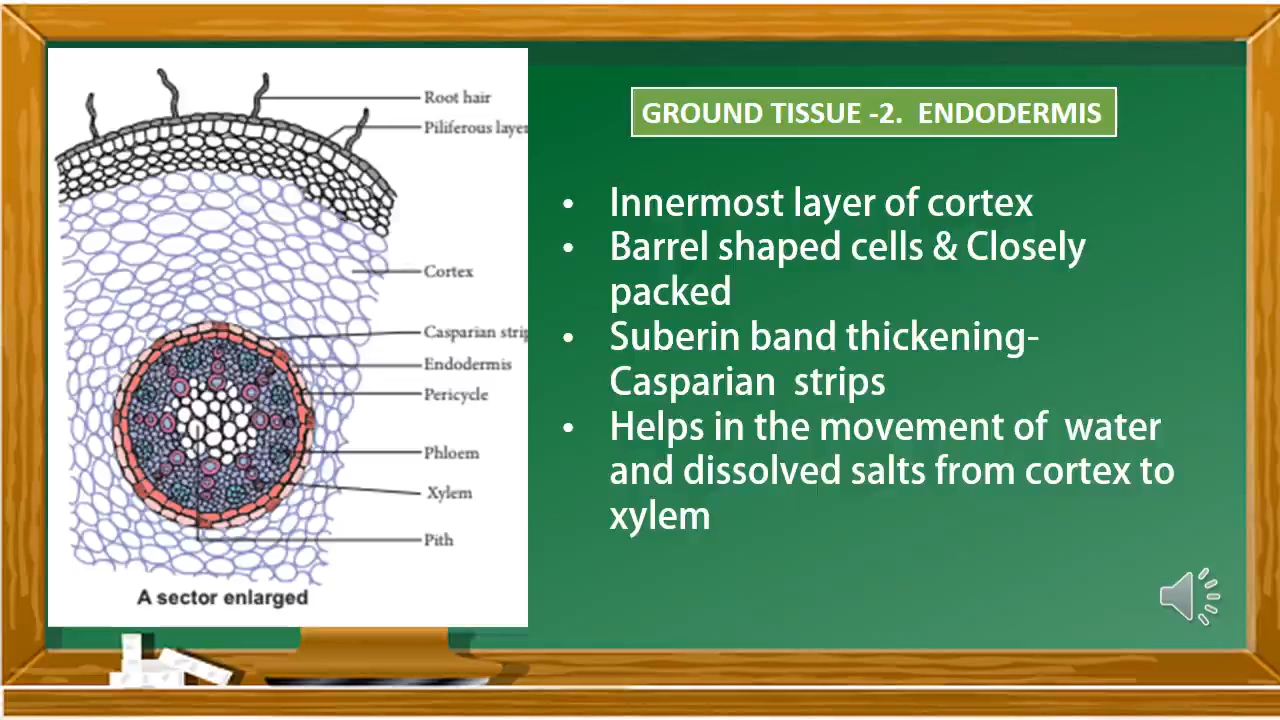 Root hair
Piliferous layer
Cortex
Casparian strip
Endodermis
Pericycle
Phloem
Xylem
Pith
A sector enlarged
GROUND TISSUE -2. ENDODERMIS
• Innermost layer of cortex
• Barrel shaped cells & Closely
packed
• Suberin band thickening-
Casparian strips
• Helps in the movement of water
and dissolved salts from cortex to
xylem